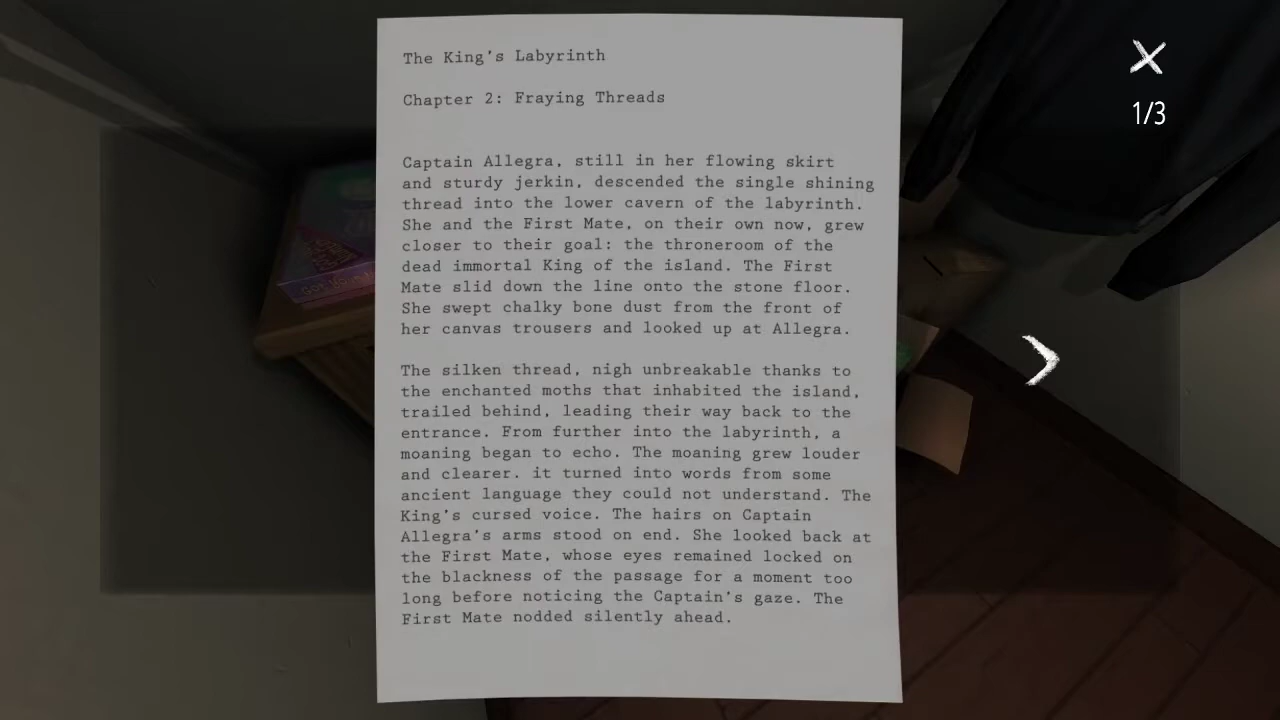 The King's Labyrinth
Chapter 2: Fraying Threads
Captain Allegra, still in her flowing skirt
and sturdy jerkin, descended the single shining
thread into the lower cavern of the labyrinth.
She and the First Mate, on their own now, grew
closer to their goal: the throneroom of the
dead immortal King of the island. The First
Mate slid down the line onto the stone floor.
She swept chalky bone dust from the front of
her canvas trousers and looked up at Allegra.
The silken thread, nigh unbreakable thanks to
the enchanted moths that inhabited the island,
trailed behind, leading their way back to the
entrance. From further into the labyrinth, a
moaning began to echo. The moaning grew louder
and clearer. it turned into words from some
ancient language they could not understand. The
King's cursed voice. The hairs on Captain
Allegra's arms stood on end. She looked back at
the First Mate, whose eyes remained locked on
the blackness of the passage for a moment too
long before noticing the Captain's gaze. The
First Mate nodded silently ahead.
1/3